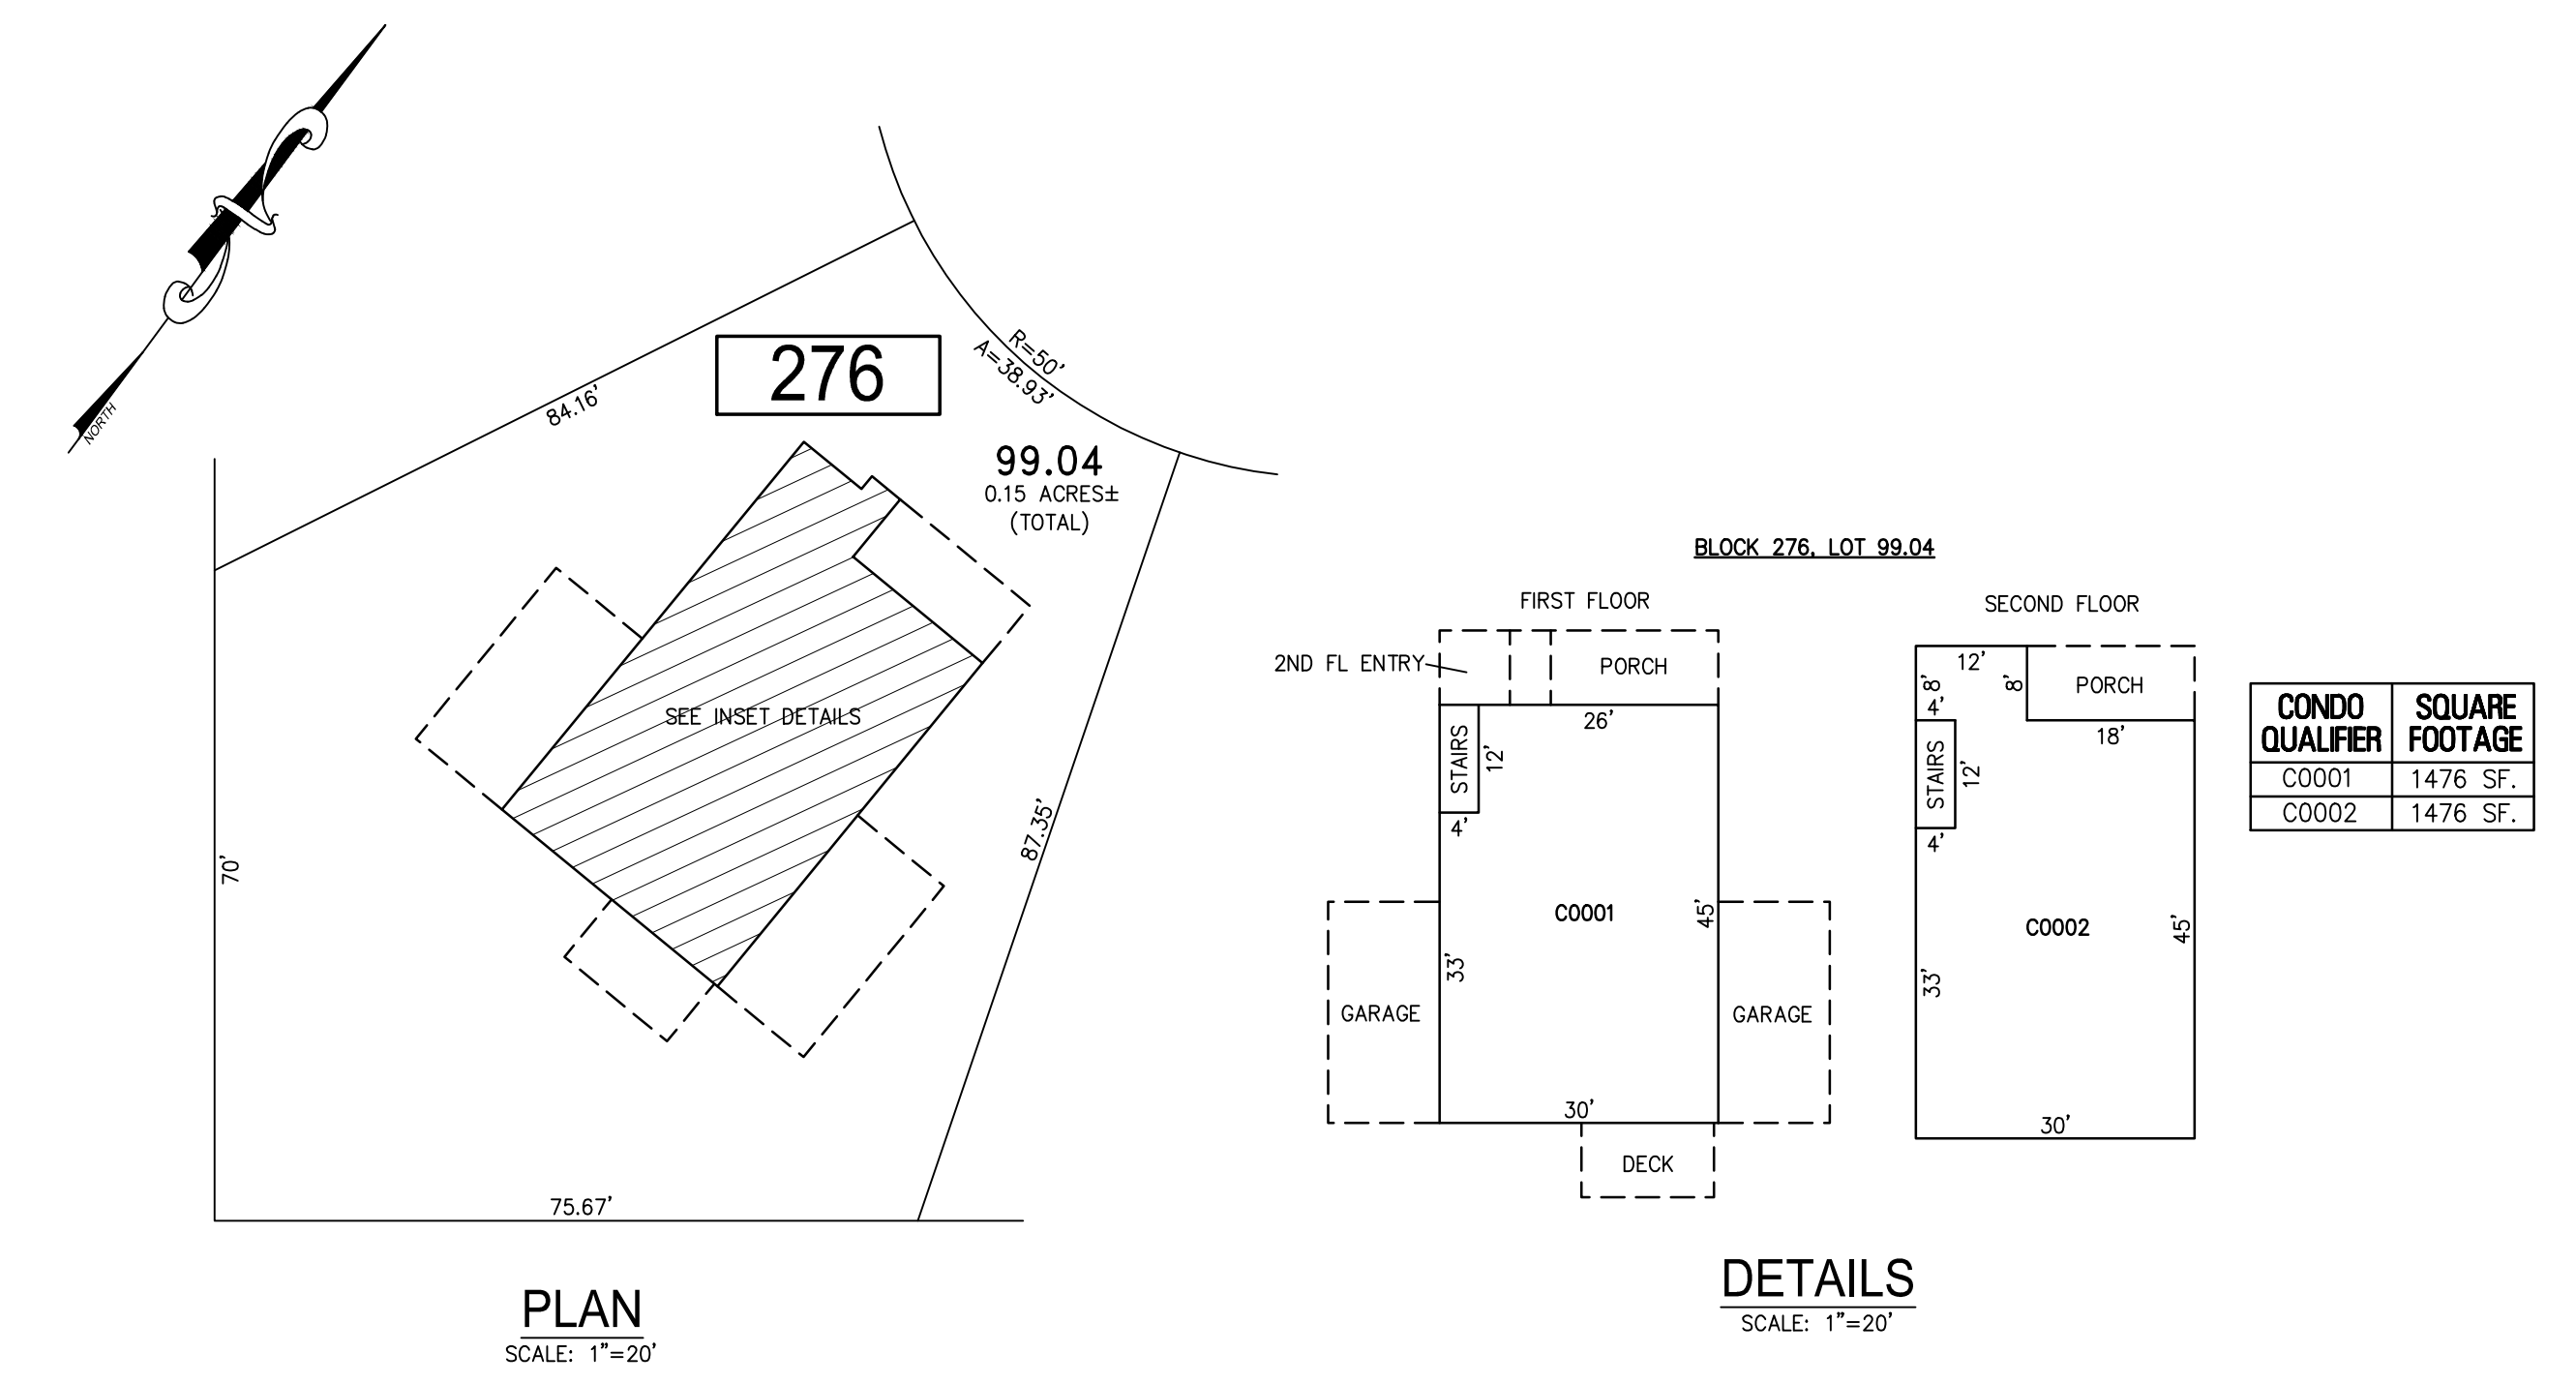 NORTH
84.16'
276
R=50'
A=38.93'
99.04
0.15 ACRES±
(TOTAL)
SEE INSET DETAILS
70'
87.35'
75.67'
PLAN
SCALE: 1"=20'
BLOCK 276, LOT 99.04
FIRST FLOOR
2ND FL ENTRY
PORCH
26'
STAIRS
12'
4'
C0001
45'
33'
GARAGE
GARAGE
30'
DECK
SECOND FLOOR
12'
8'
8'
PORCH
4'
18'
STAIRS
12'
4'
C0002
45'
33'
30'
DETAILS
SCALE: 1"=20'
CONDO QUALIFIER SQUARE FOOTAGE
C0001 1476 SF.
C0002 1476 SF.